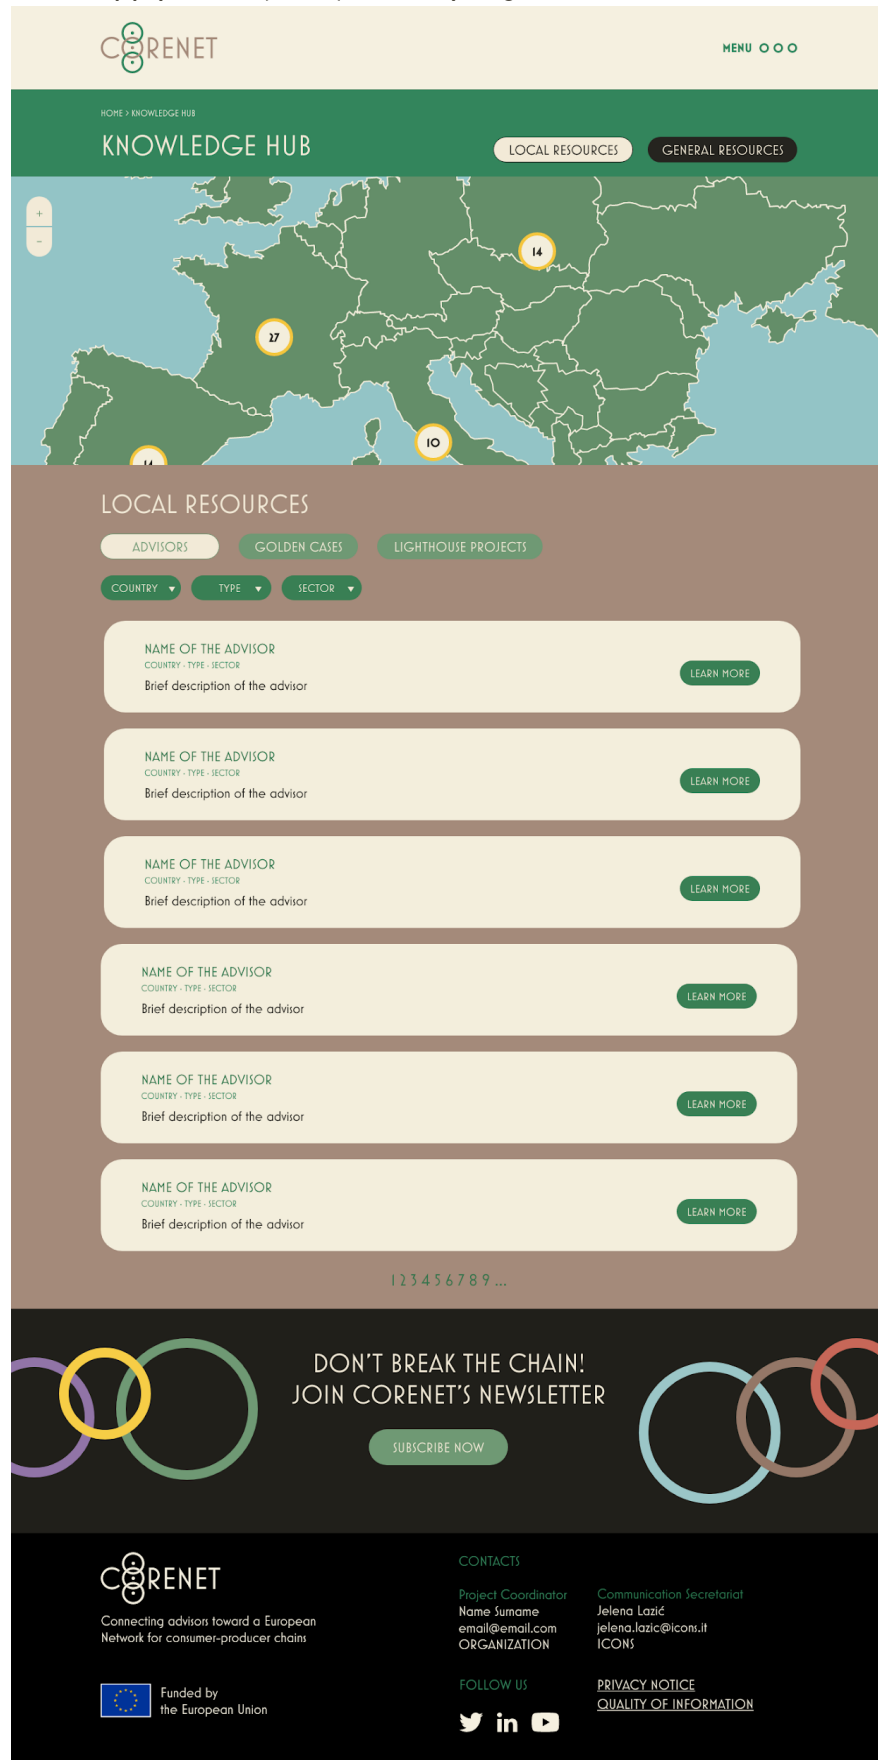 CORENET
MENU
HOME > KNOWLEDGE HUB
KNOWLEDGE HUB
LOCAL RESOURCES
GENERAL RESOURCES
+
-
14
27
10
14
LOCAL RESOURCES
ADVISORS
GOLDEN CASES
LIGHTHOUSE PROJECTS
COUNTRY
TYPE
SECTOR
NAME OF THE ADVISOR
COUNTRY - TYPE - SECTOR
Brief description of the advisor
LEARN MORE
NAME OF THE ADVISOR
COUNTRY - TYPE - SECTOR
Brief description of the advisor
LEARN MORE
NAME OF THE ADVISOR
COUNTRY - TYPE - SECTOR
Brief description of the advisor
LEARN MORE
NAME OF THE ADVISOR
COUNTRY - TYPE - SECTOR
Brief description of the advisor
LEARN MORE
NAME OF THE ADVISOR
COUNTRY - TYPE - SECTOR
Brief description of the advisor
LEARN MORE
NAME OF THE ADVISOR
COUNTRY - TYPE - SECTOR
Brief description of the advisor
LEARN MORE
1 2 3 4 5 6 7 8 9 ...
DON'T BREAK THE CHAIN!
JOIN CORENET'S NEWSLETTER
SUBSCRIBE NOW
CORENET
Connecting advisors toward a European
Network for consumer-producer chains
Funded by
the European Union
CONTACTS
Project Coordinator
Name Surname
email@email.com
ORGANIZATION
Communication Secretariat
Jelena Lazić
jelena.lazic@icons.it
ICONS
FOLLOW US
PRIVACY NOTICE
QUALITY OF INFORMATION